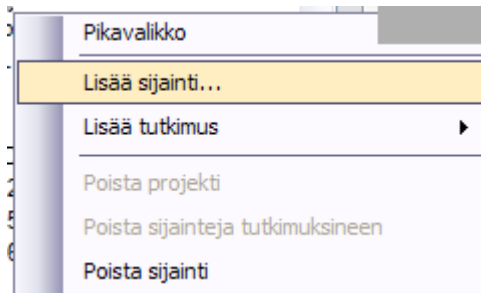 Pikavalikko
Lisää sijainti...
Lisää tutkimus
Poista projekti
Poista sijainteja tutkimuksineen
Poista sijainti